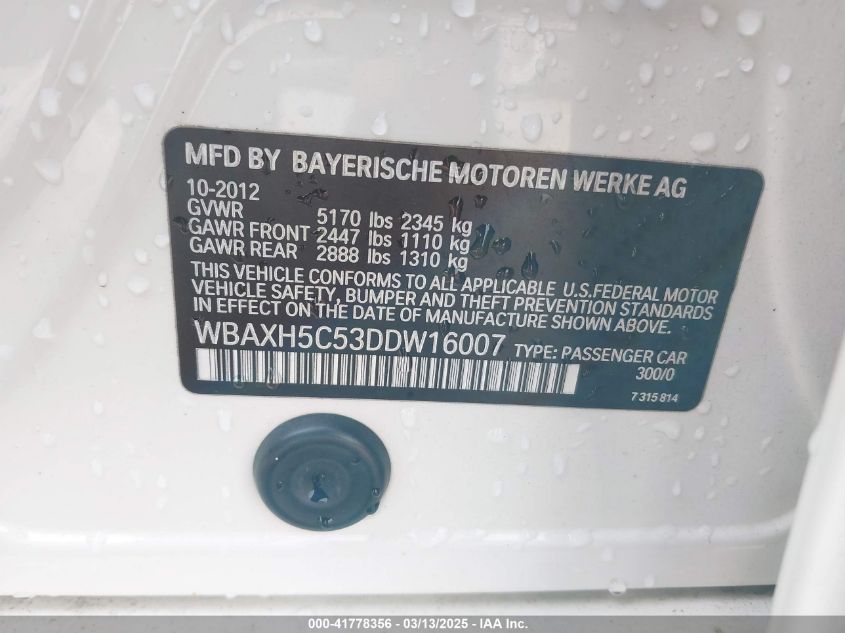 MFD BY BAYERISCHE MOTOREN WERKE AG
10-2012
GVWR 5170 lbs 2345 kg
GAWR FRONT 2447 lbs 1110 kg
GAWR REAR 2888 lbs 1310 kg
THIS VEHICLE CONFORMS TO ALL APPLICABLE U.S.FEDERAL MOTOR
VEHICLE SAFETY, BUMPER AND THEFT PREVENTION STANDARDS
IN EFFECT ON THE DATE OF MANUFACTURE SHOWN ABOVE.
WBAXH5C53DDW16007 TYPE: PASSENGER CAR
300/0
7 315 814
000-41778356 | 03/13/2025 | IAA Inc.